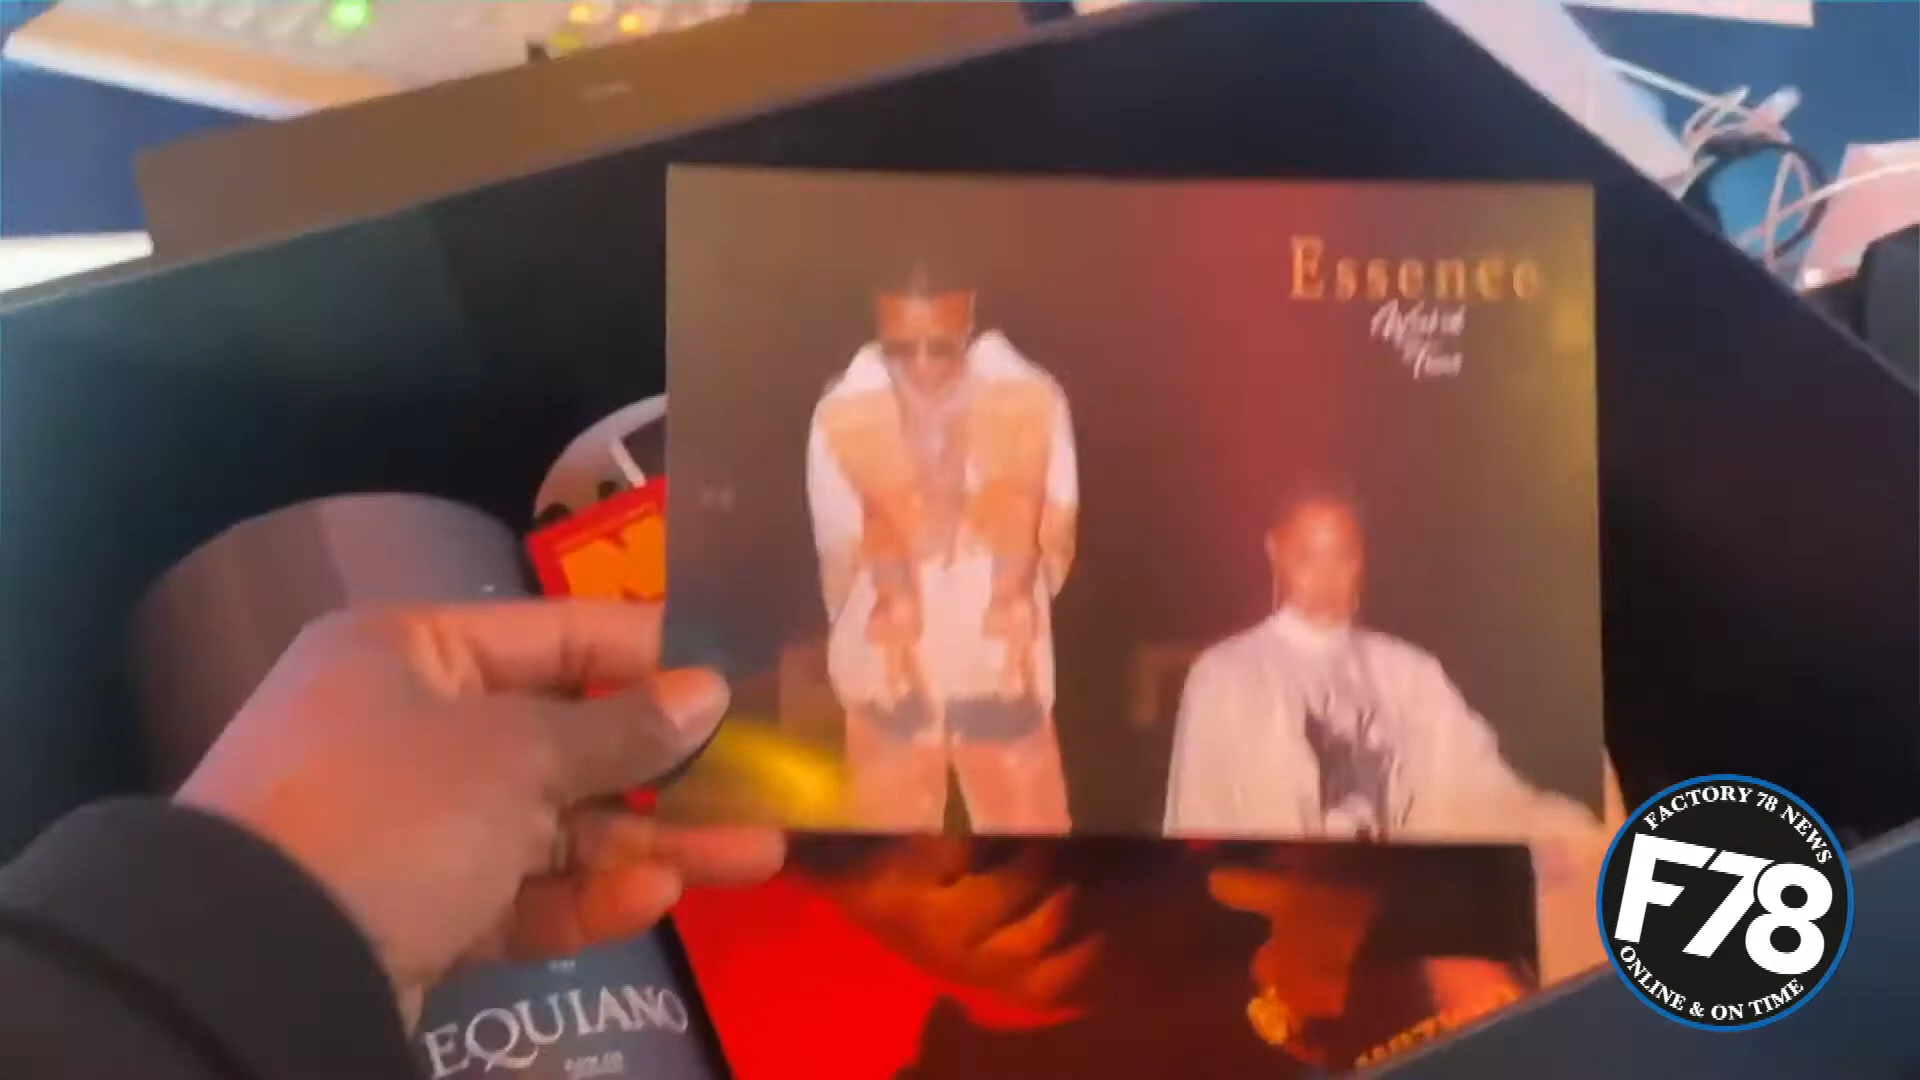 Essence
EQUIANO
FACTORY 78 NEWS
F78
ONLINE & ON TIME